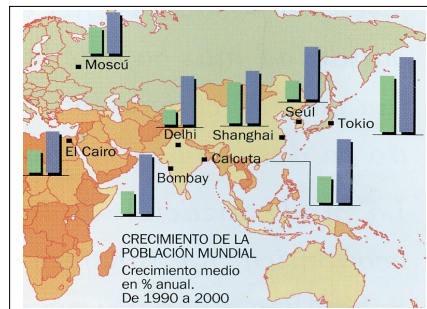 Moscú
Seúl
Tokio
Delhi
Shanghai
El Cairo
Calcuta
Bombay
CRECIMIENTO DE LA
POBLACIÓN MUNDIAL
Crecimiento medio
en % anual.
De 1990 a 2000